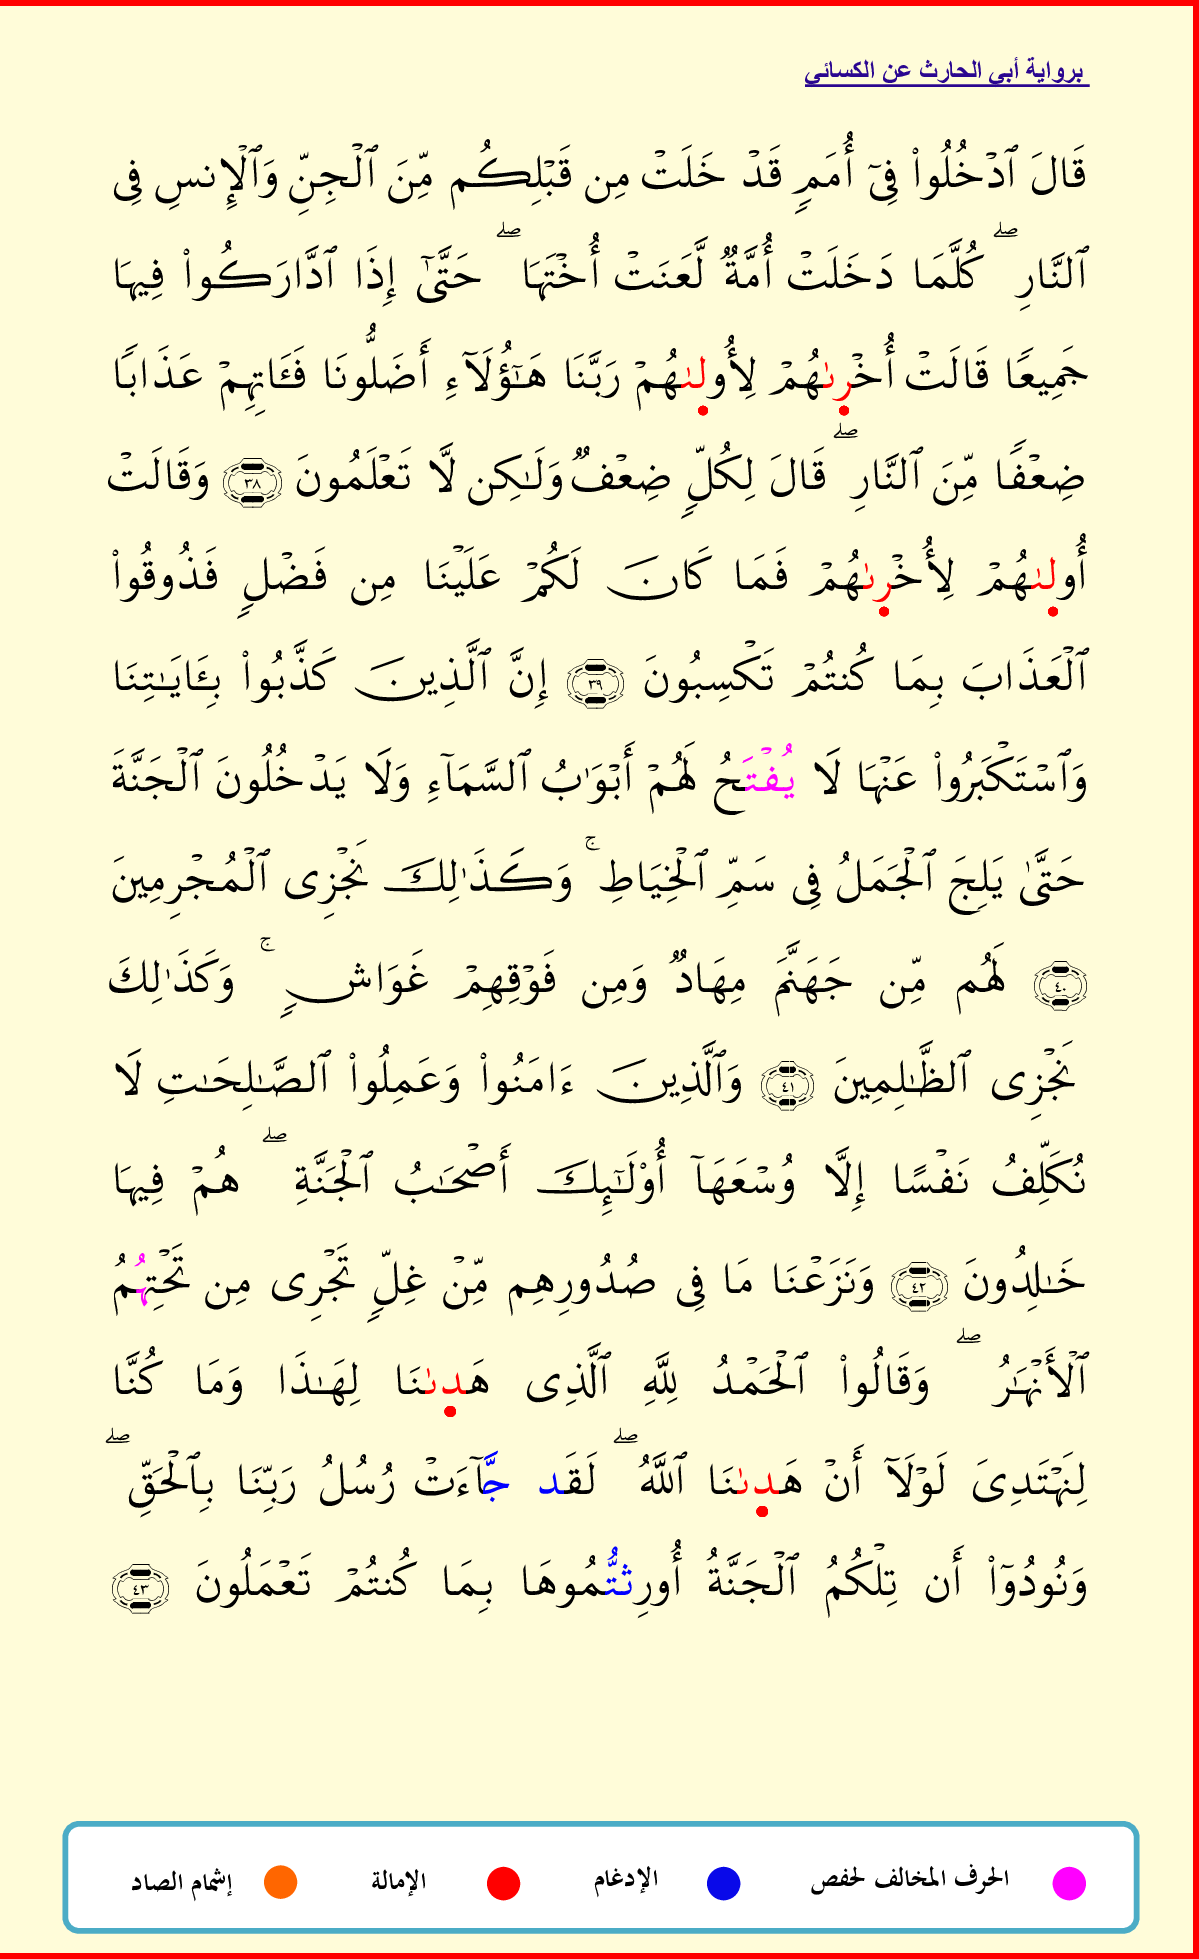 برواية أبي الحارث عن الكسائي
قَالَ ٱدْخُلُوا۟ فِىٓ أُمَمٍ قَدْ خَلَتْ مِن قَبْلِكُم مِّنَ ٱلْجِنِّ وَٱلْإِنسِ فِى
ٱلنَّارِ ۖ كُلَّمَا دَخَلَتْ أُمَّةٌ لَّعَنَتْ أُخْتَهَا ۖ حَتَّىٰٓ إِذَا ٱدَّارَكُوا۟ فِيهَا
جَمِيعًا قَالَتْ أُخْرِىٰهُمْ لِأُولِىٰهُمْ رَبَّنَا هَٰٓؤُلَآءِ أَضَلُّونَا فَـَٔاتِهِمْ عَذَابًا
ضِعْفًا مِّنَ ٱلنَّارِ ۖ قَالَ لِكُلٍّ ضِعْفٌ وَلَٰكِن لَّا تَعْلَمُونَ ٣٨ وَقَالَتْ
أُولِىٰهُمْ لِأُخْرِىٰهُمْ فَمَا كَانَ لَكُمْ عَلَيْنَا مِن فَضْلٍ فَذُوقُوا۟
ٱلْعَذَابَ بِمَا كُنتُمْ تَكْسِبُونَ ٣٩ إِنَّ ٱلَّذِينَ كَذَّبُوا۟ بِـَٔايَٰتِنَا
وَٱسْتَكْبَرُوا۟ عَنْهَا لَا يُفْتَحُ لَهُمْ أَبْوَٰبُ ٱلسَّمَآءِ وَلَا يَدْخُلُونَ ٱلْجَنَّةَ
حَتَّىٰ يَلِجَ ٱلْجَمَلُ فِى سَمِّ ٱلْخِيَاطِ ۚ وَكَذَٰلِكَ نَجْزِى ٱلْمُجْرِمِينَ
٤٠ لَهُم مِّن جَهَنَّمَ مِهَادٌ وَمِن فَوْقِهِمْ غَوَاشٍ ۚ وَكَذَٰلِكَ
نَجْزِى ٱلظَّٰلِمِينَ ٤١ وَٱلَّذِينَ ءَامَنُوا۟ وَعَمِلُوا۟ ٱلصَّٰلِحَٰتِ لَا
نُكَلِّفُ نَفْسًا إِلَّا وُسْعَهَآ أُو۟لَٰٓئِكَ أَصْحَٰبُ ٱلْجَنَّةِ ۖ هُمْ فِيهَا
خَٰلِدُونَ ٤٢ وَنَزَعْنَا مَا فِى صُدُورِهِم مِّنْ غِلٍّ تَجْرِى مِن تَحْتِهُمُ
ٱلْأَنْهَٰرُ ۖ وَقَالُوا۟ ٱلْحَمْدُ لِلَّهِ ٱلَّذِى هَدِىٰنَا لِهَٰذَا وَمَا كُنَّا
لِنَهْتَدِىَ لَوْلَآ أَنْ هَدِىٰنَا ٱللَّهُ ۖ لَقَد جَّآءَتْ رُسُلُ رَبِّنَا بِٱلْحَقِّ ۖ
وَنُودُوٓا۟ أَن تِلْكُمُ ٱلْجَنَّةُ أُورِثتُّمُوهَا بِمَا كُنتُمْ تَعْمَلُونَ ٤٣
الحرف المخالف لحفص الإدغام الإمالة إشمام الصاد